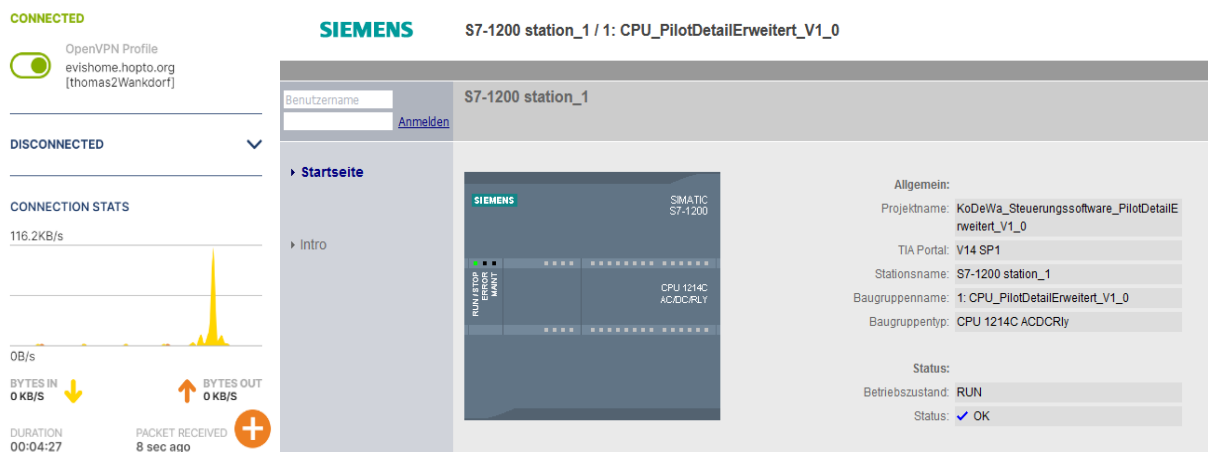 CONNECTED
OpenVPN Profile
evishome.hopto.org
[thomas2Wankdorf]
DISCONNECTED
CONNECTION STATS
116.2KB/s
0B/s
BYTES IN
0 KB/S
BYTES OUT
0 KB/S
DURATION
00:04:27
PACKET RECEIVED
8 sec ago
SIEMENS
S7-1200 station_1 / 1: CPU_PilotDetailErweitert_V1_0
Benutzername
Anmelden
S7-1200 station_1
Startseite
Intro
SIEMENS
SIMATIC
S7-1200
RUN / STOP
ERROR
MAINT
CPU 1214C
AC/DC/RLY
Allgemein:
Projektname: KoDeWa_Steuerungssoftware_PilotDetailE
rweitert_V1_0
TIA Portal: V14 SP1
Stationsname: S7-1200 station_1
Baugruppenname: 1: CPU_PilotDetailErweitert_V1_0
Baugruppentyp: CPU 1214C ACDCRly
Status:
Betriebszustand: RUN
Status: ✓ OK